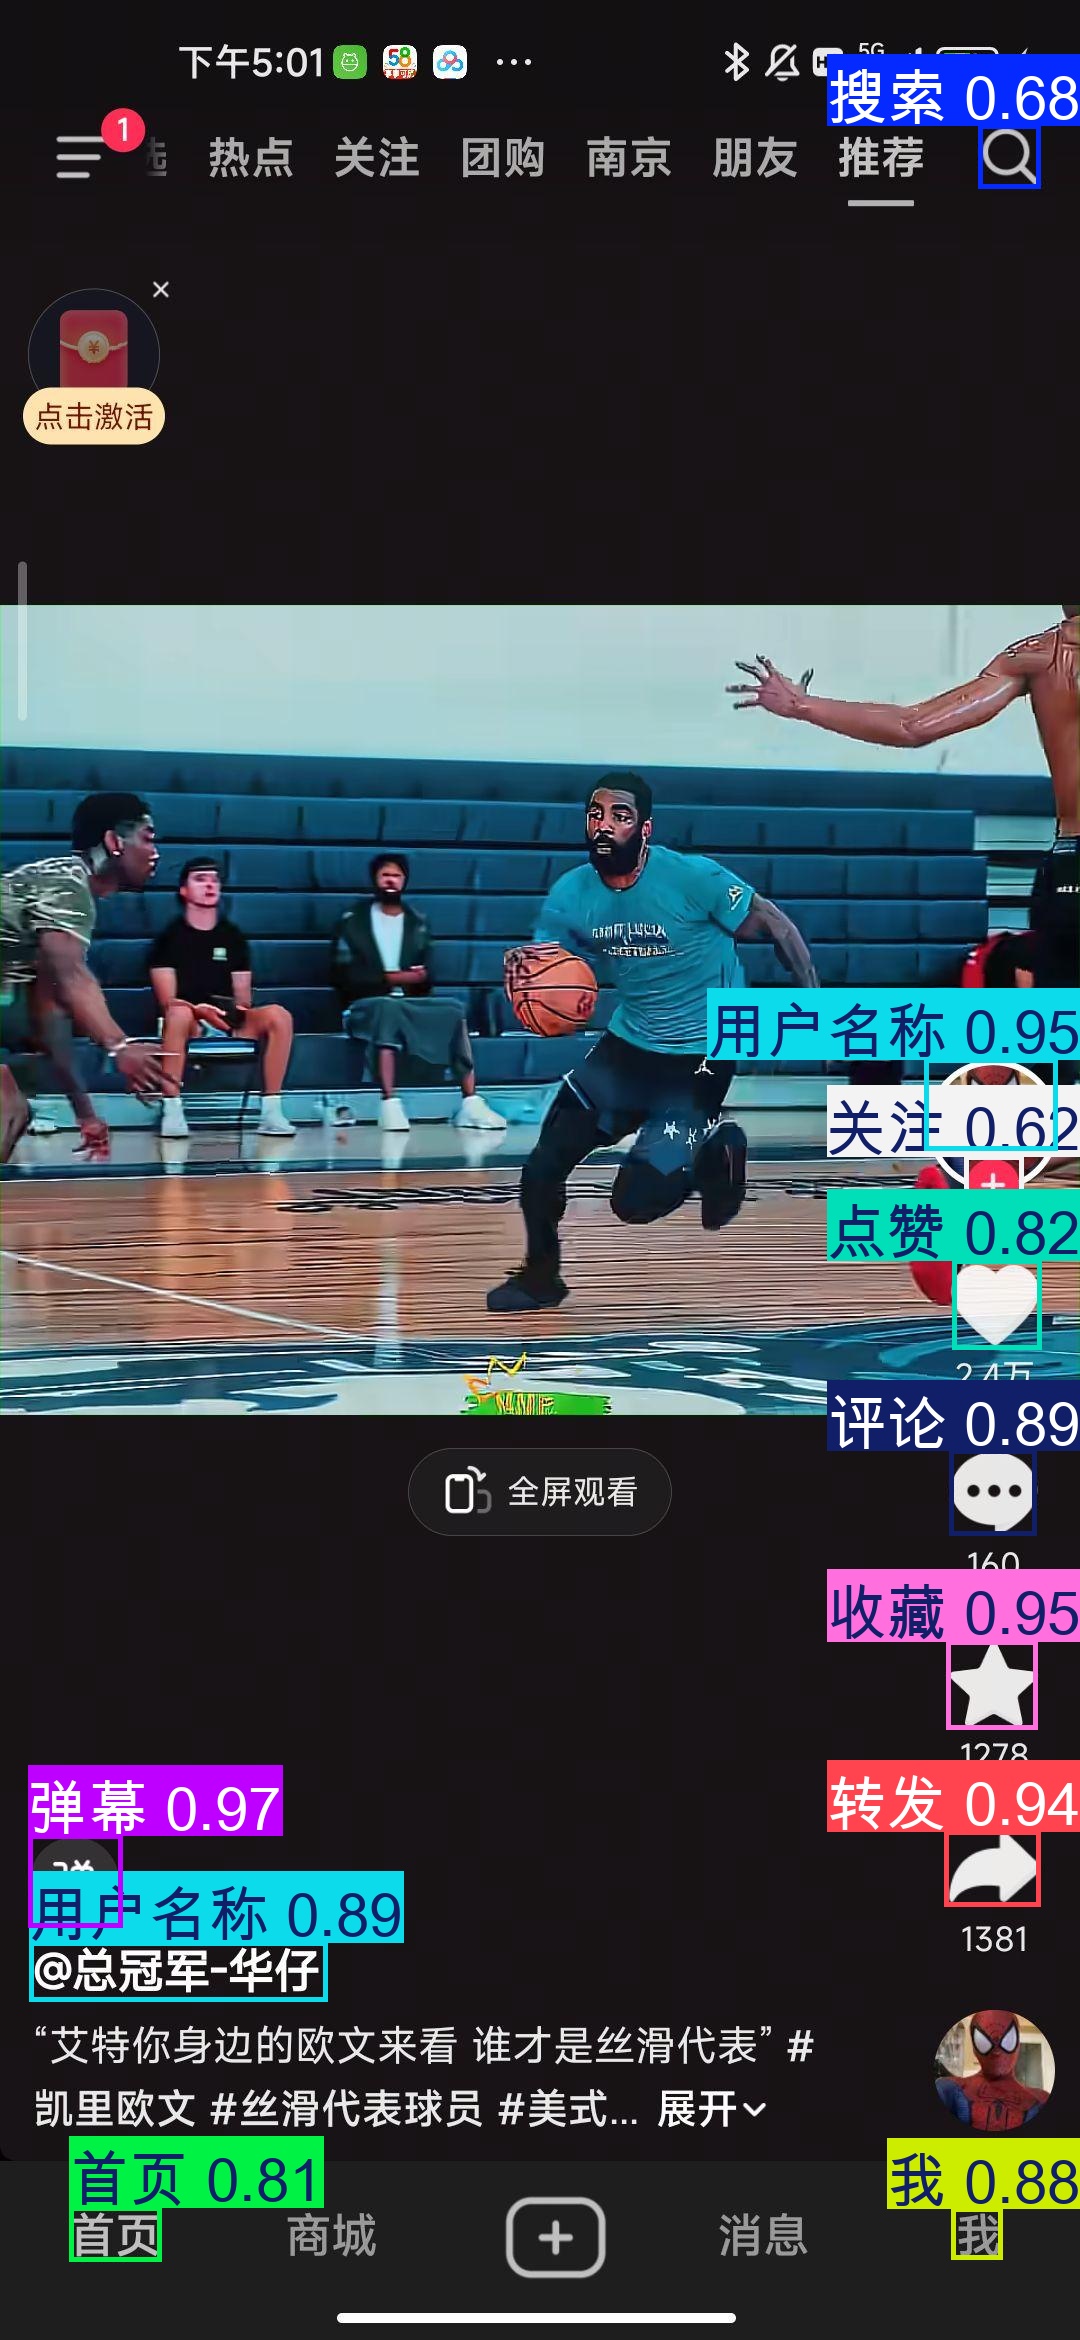 下午5:01
58
5G
搜索 0.68
1
热点 关注 团购 南京 朋友 推荐
点击激活
用户名称 0.95
关注 0.62
点赞 0.82
2.4万
评论 0.89
全屏观看
160
收藏 0.95
1278
弹幕 0.97
转发 0.94
用户名称 0.89
1381
@总冠军-华仔
“艾特你身边的欧文来看 谁才是丝滑代表” #
凯里欧文 #丝滑代表球员 #美式... 展开
首页 0.81
我 0.88
首页 商城 消息 我